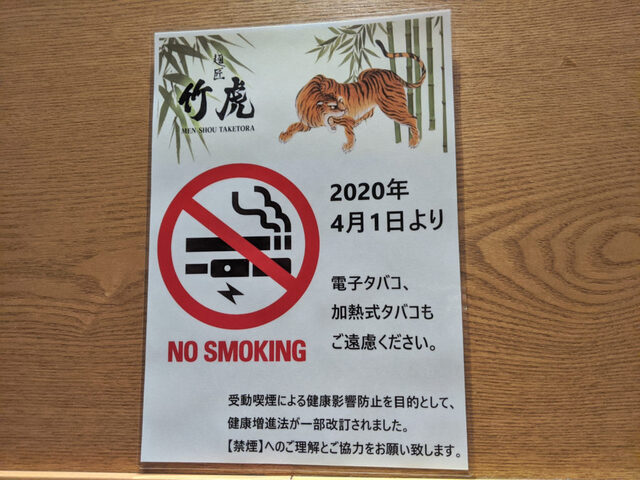 麺匠
竹虎
MEN SHOU TAKETORA
2020年
4月1日より
電子タバコ、
加熱式タバコも
ご遠慮ください。
NO SMOKING
受動喫煙による健康影響防止を目的として、
健康増進法が一部改訂されました。
【禁煙】へのご理解とご協力をお願い致します。